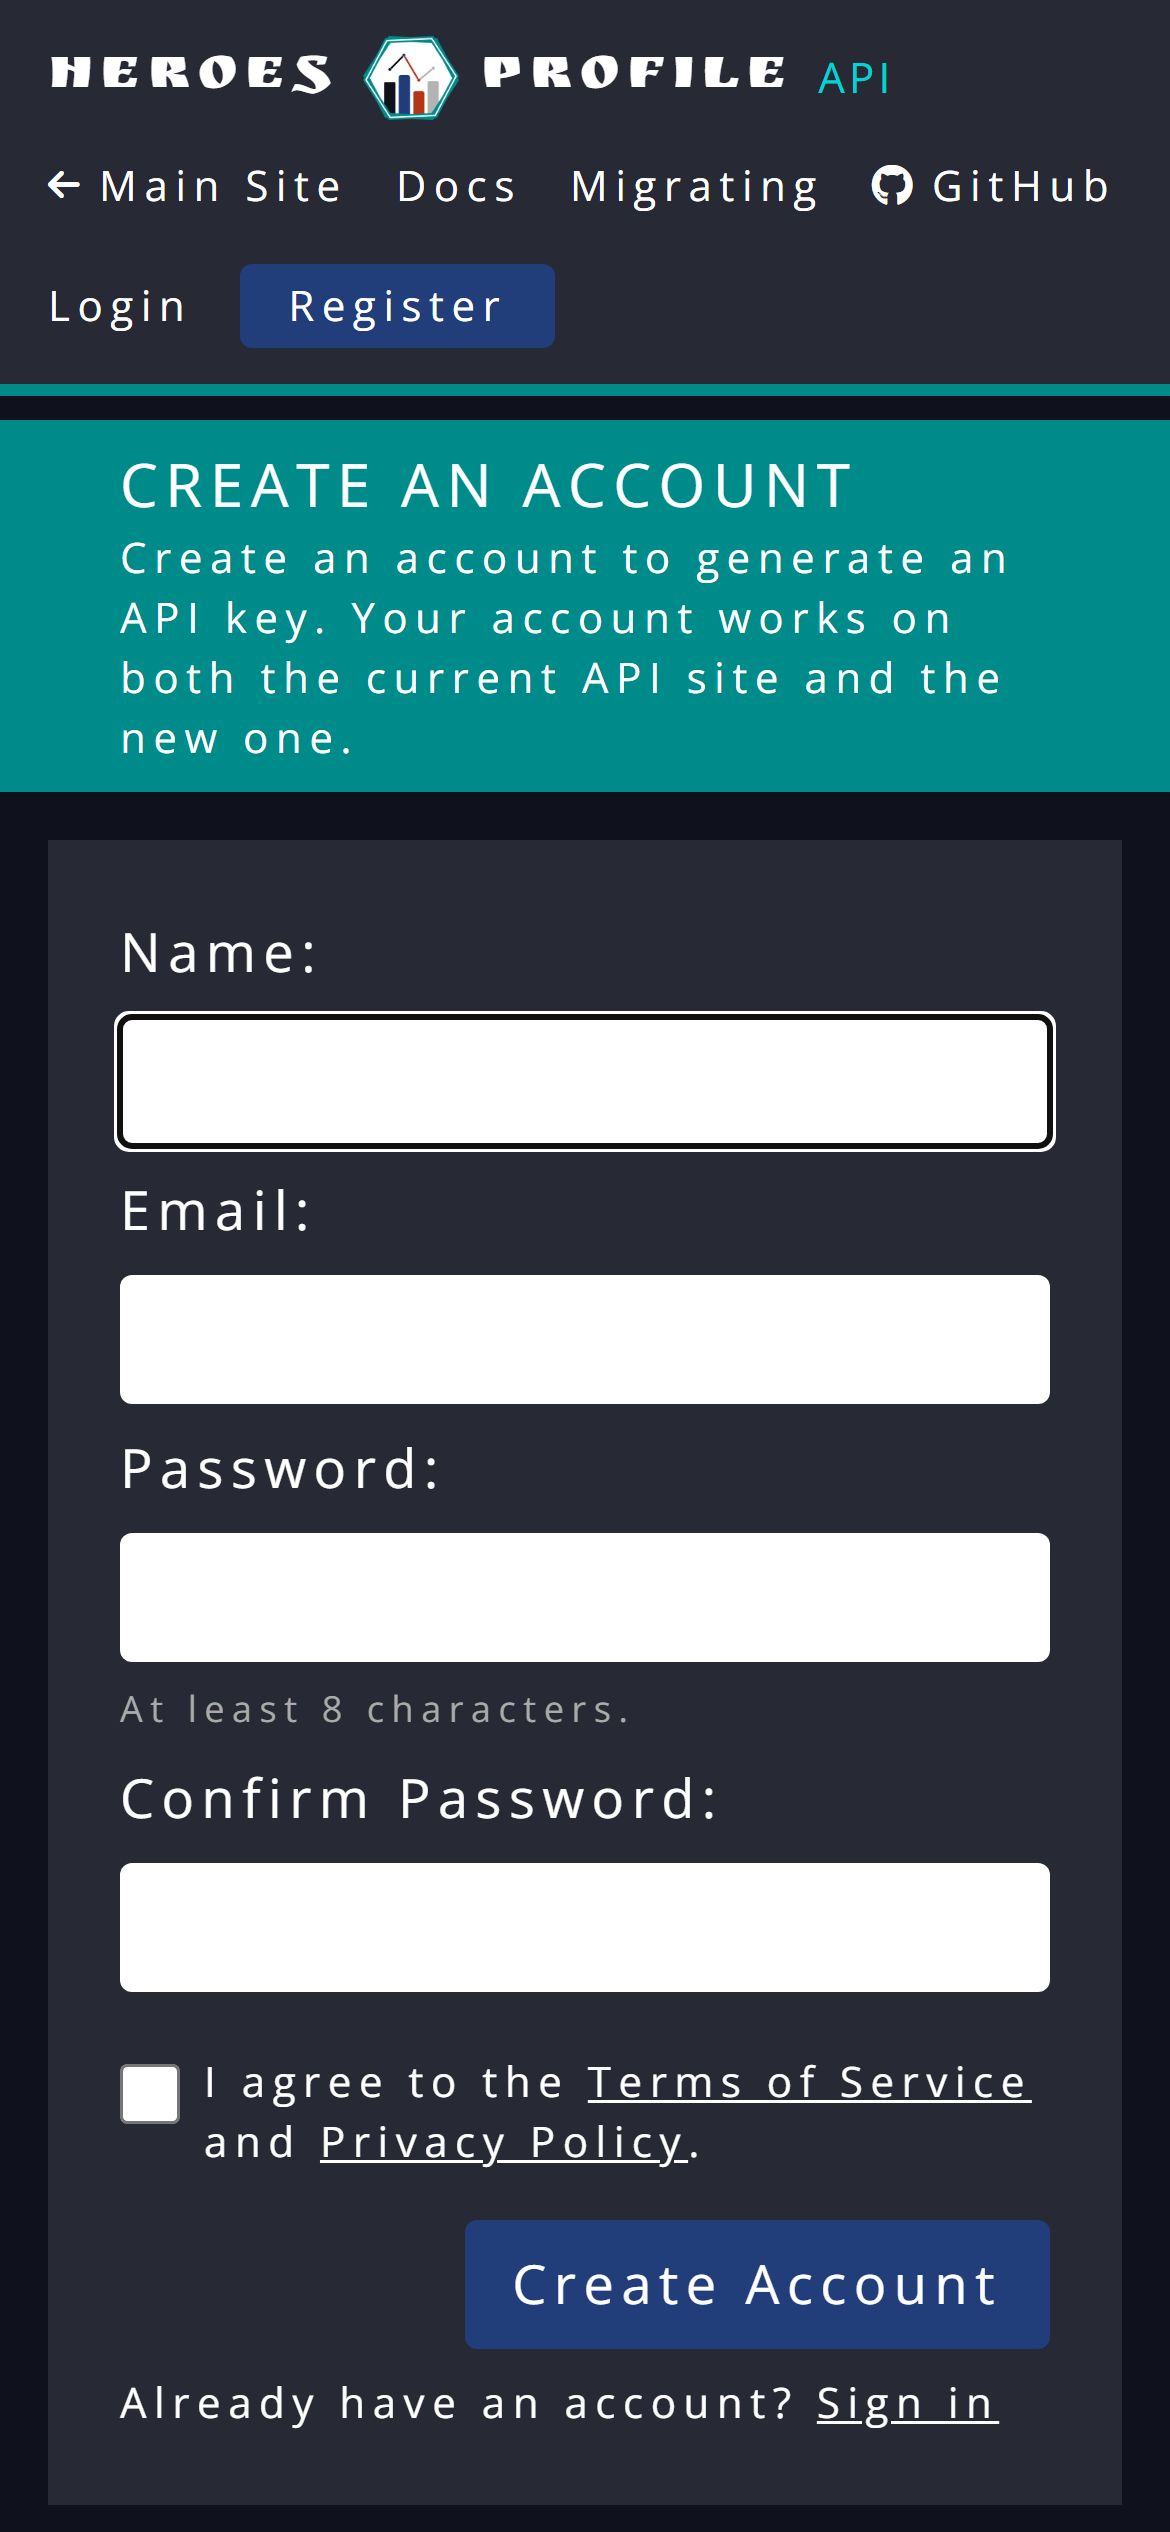 HEROES PROFILE API
Main Site Docs Migrating GitHub
Login Register
CREATE AN ACCOUNT
Create an account to generate an
API key. Your account works on
both the current API site and the
new one.
Name:
Email:
Password:
At least 8 characters.
Confirm Password:
I agree to the Terms of Service
and Privacy Policy.
Create Account
Already have an account? Sign in